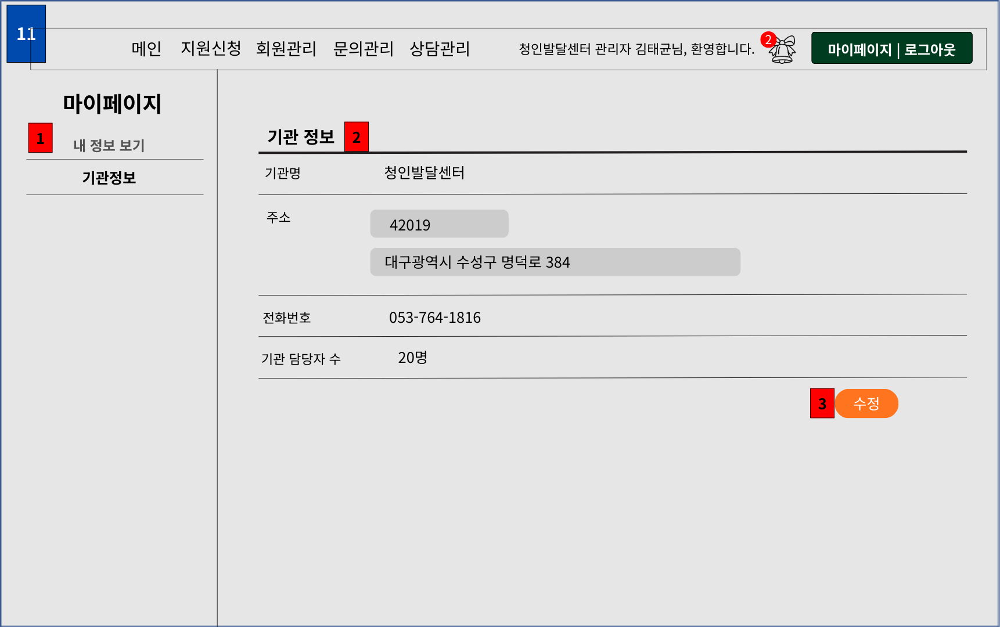 11
메인 지원신청 회원관리 문의관리 상담관리 청인발달센터 관리자 김태균님, 환영합니다. 2 마이페이지 | 로그아웃
마이페이지
1 내 정보 보기
기관정보
기관 정보 2
기관명 청인발달센터
주소 42019
대구광역시 수성구 명덕로 384
전화번호 053-764-1816
기관 담당자 수 20명
3 수정